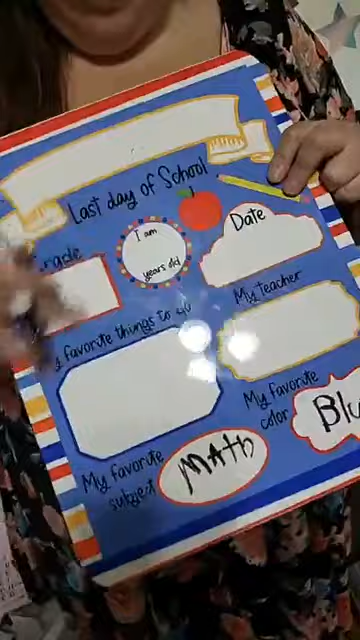 Last day of School
I am
years old
Date
My teacher
favorite things to do
My favorite
color
Blu
My favorite
subject
MATH